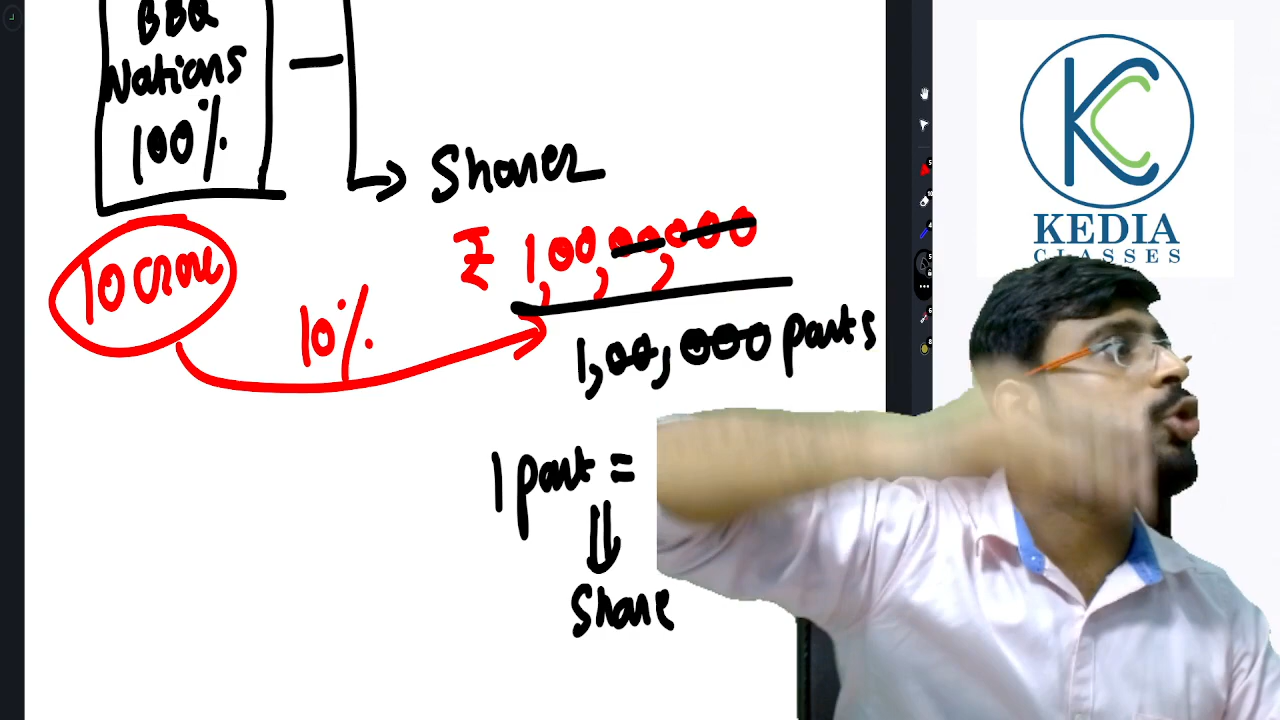 BBQ
Nations
100%
Shares
₹ 1,00,00,000
10 crore
10%
1,00,000 parts
1 part =
Share
KEDIA
CLASSES